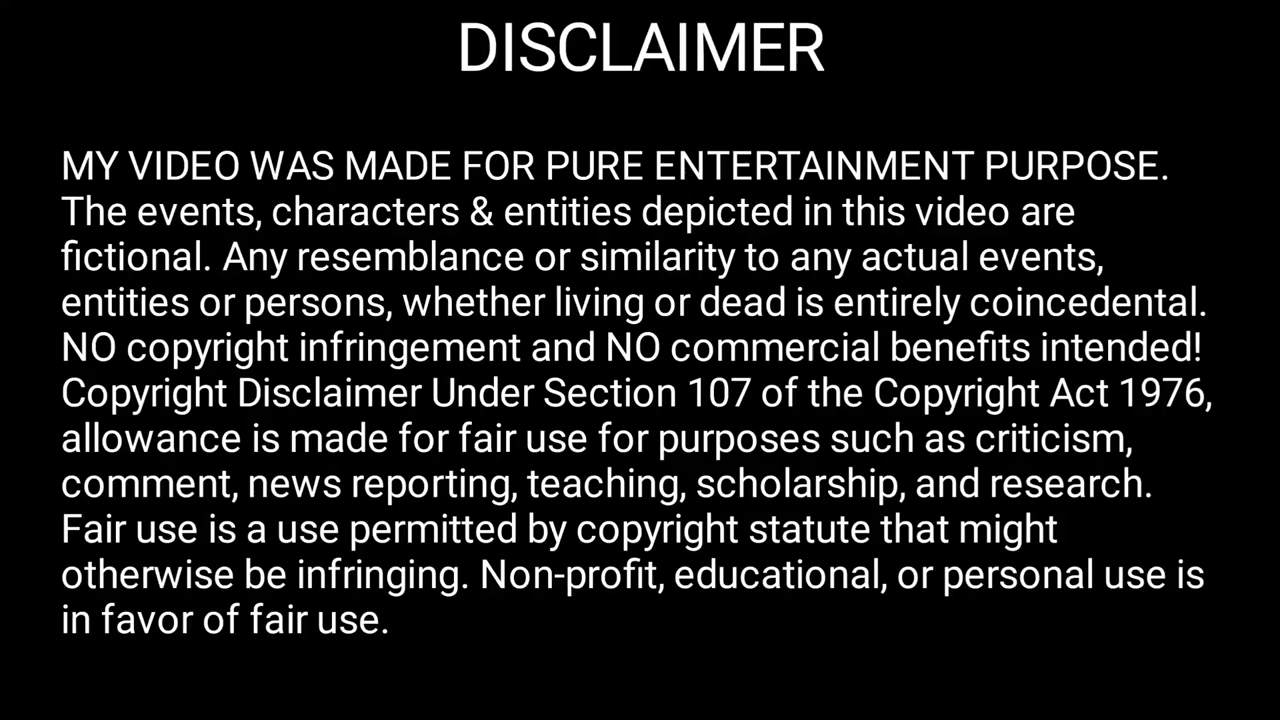 DISCLAIMER
MY VIDEO WAS MADE FOR PURE ENTERTAINMENT PURPOSE.
The events, characters & entities depicted in this video are
fictional. Any resemblance or similarity to any actual events,
entities or persons, whether living or dead is entirely coincedental.
NO copyright infringement and NO commercial benefits intended!
Copyright Disclaimer Under Section 107 of the Copyright Act 1976,
allowance is made for fair use for purposes such as criticism,
comment, news reporting, teaching, scholarship, and research.
Fair use is a use permitted by copyright statute that might
otherwise be infringing. Non-profit, educational, or personal use is
in favor of fair use.